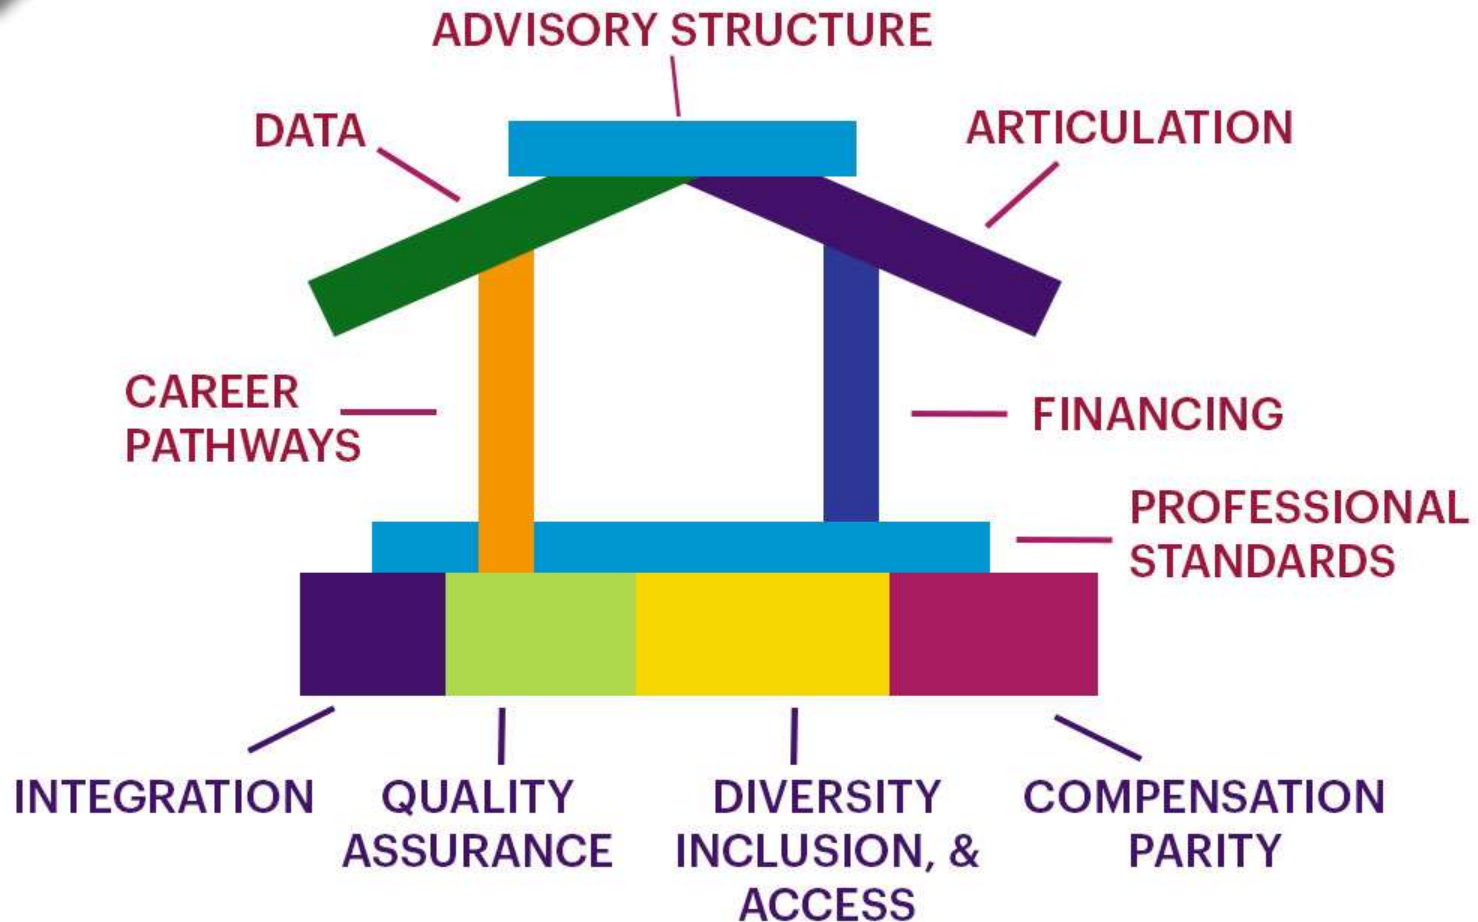 ADVISORY STRUCTURE
DATA
ARTICULATION
CAREER
PATHWAYS
FINANCING
PROFESSIONAL
STANDARDS
INTEGRATION
QUALITY
ASSURANCE
DIVERSITY
INCLUSION, &
ACCESS
COMPENSATION
PARITY